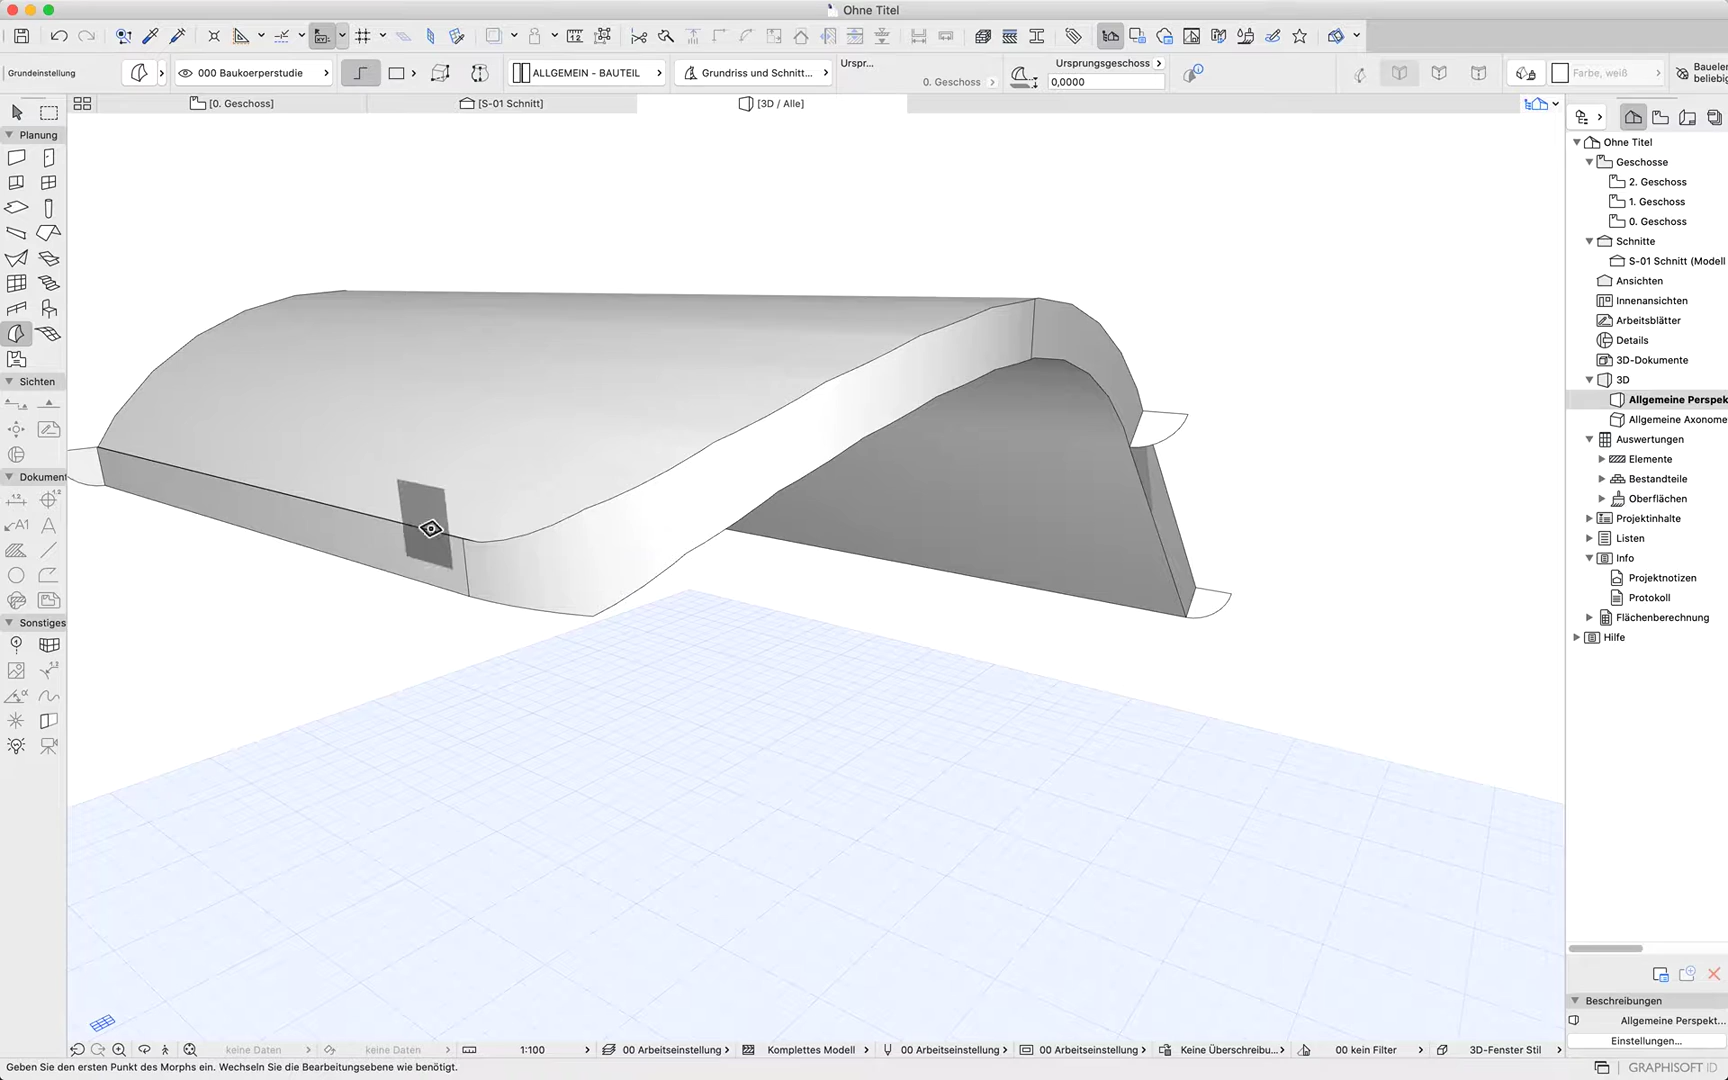 Ohne Titel
Grundeinstellung
000 Baukoerperstudie
ALLGEMEIN - BAUTEIL
Grundriss und Schnitt...
Urspr...
0. Geschoss
Ursprungsgeschoss
0,0000
Farbe, weiß
Bauele
beliebig
[0. Geschoss]
[S-01 Schnitt]
[3D / Alle]
Planung
Sichten
Dokument
Sonstiges
Ohne Titel
Geschosse
2. Geschoss
1. Geschoss
0. Geschoss
Schnitte
S-01 Schnitt (Modell
Ansichten
Innenansichten
Arbeitsblätter
Details
3D-Dokumente
3D
Allgemeine Perspek
Allgemeine Axonome
Auswertungen
Elemente
Bestandteile
Oberflächen
Projektinhalte
Listen
Info
Projektnotizen
Protokoll
Flächenberechnung
Hilfe
Beschreibungen
Allgemeine Perspekt...
Einstellungen...
keine Daten
keine Daten
1:100
00 Arbeitseinstellung
Komplettes Modell
00 Arbeitseinstellung
00 Arbeitseinstellung
Keine Überschreibu...
00 kein Filter
3D-Fenster Stil
Geben Sie den ersten Punkt des Morphs ein. Wechseln Sie die Bearbeitungsebene wie benötigt.
GRAPHISOFT ID